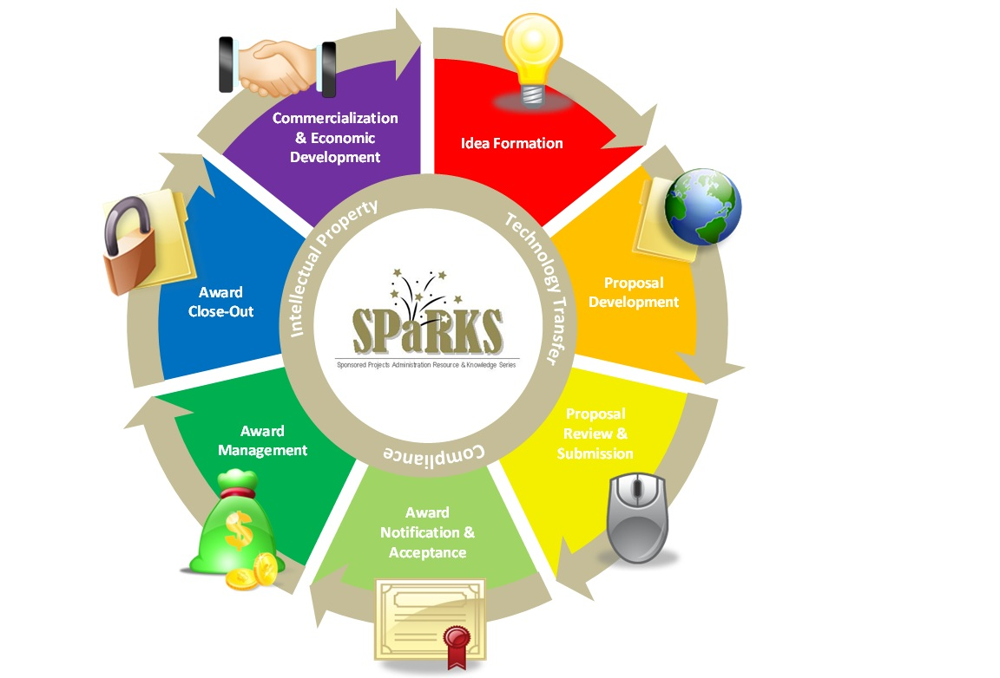 Commercialization
& Economic
Development
Idea Formation
Proposal
Development
Proposal
Review &
Submission
Award
Notification &
Acceptance
Award
Management
Award
Close-Out
Intellectual Property
Technology Transfer
Compliance
SPaRKS
Sponsored Projects Administration Resource & Knowledge Series
$